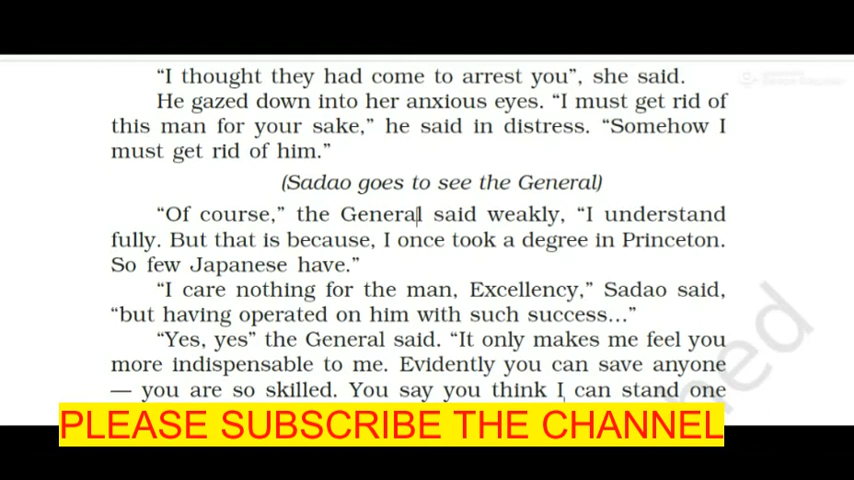 “I thought they had come to arrest you”, she said.
He gazed down into her anxious eyes. “I must get rid of
this man for your sake,” he said in distress. “Somehow I
must get rid of him.”
(Sadao goes to see the General)
“Of course,” the General said weakly, “I understand
fully. But that is because, I once took a degree in Princeton.
So few Japanese have.”
“I care nothing for the man, Excellency,” Sadao said,
“but having operated on him with such success...”
“Yes, yes” the General said. “It only makes me feel you
more indispensable to me. Evidently you can save anyone
— you are so skilled. You say you think I can stand one
PLEASE SUBSCRIBE THE CHANNEL